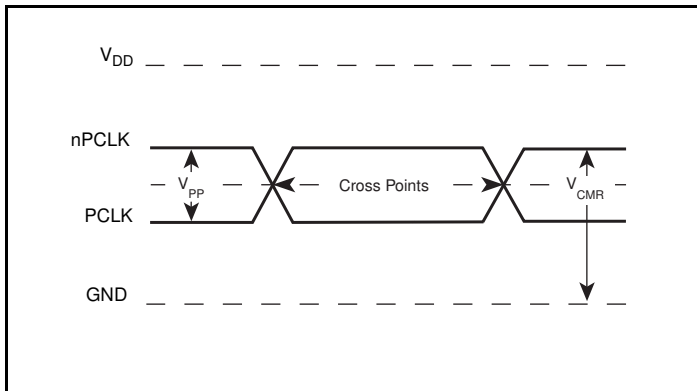 VDD
nPCLK
VPP
Cross Points
VCMR
PCLK
GND